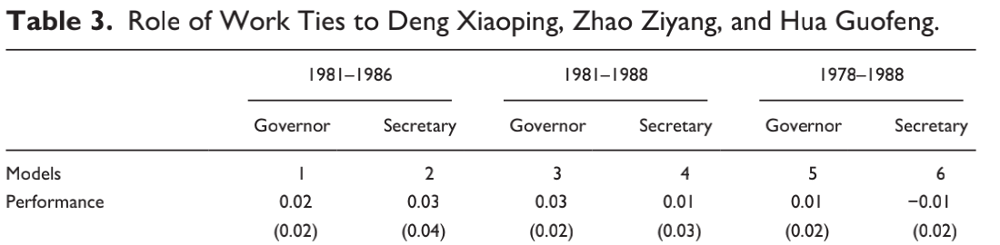 Table 3. Role of Work Ties to Deng Xiaoping, Zhao Ziyang, and Hua Guofeng.
1981–1986 1981–1988 1978–1988
Governor Secretary Governor Secretary Governor Secretary
Models 1 2 3 4 5 6
Performance 0.02 0.03 0.03 0.01 0.01 −0.01
(0.02) (0.04) (0.02) (0.03) (0.02) (0.02)